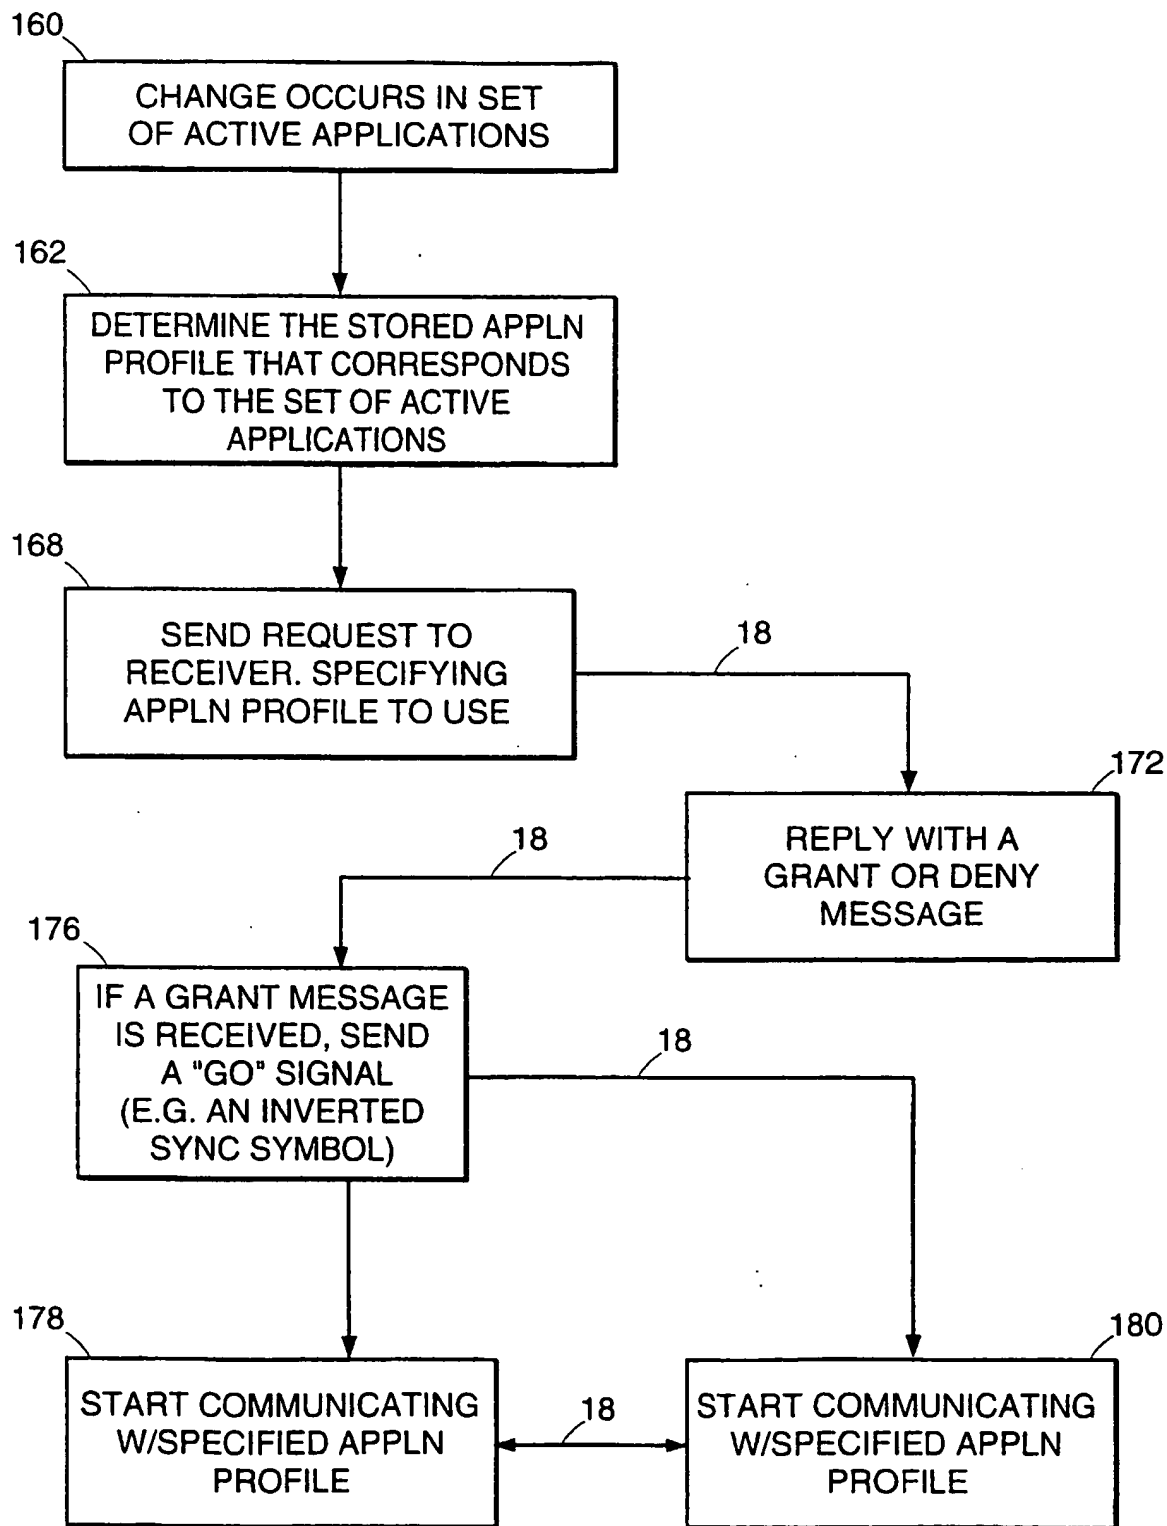 160
CHANGE OCCURS IN SET
OF ACTIVE APPLICATIONS
162
DETERMINE THE STORED APPLN
PROFILE THAT CORRESPONDS
TO THE SET OF ACTIVE
APPLICATIONS
168
SEND REQUEST TO
RECEIVER. SPECIFYING
APPLN PROFILE TO USE
18
172
REPLY WITH A
GRANT OR DENY
MESSAGE
18
176
IF A GRANT MESSAGE
IS RECEIVED, SEND
A "GO" SIGNAL
(E.G. AN INVERTED
SYNC SYMBOL)
18
178
START COMMUNICATING
W/SPECIFIED APPLN
PROFILE
18
180
START COMMUNICATING
W/SPECIFIED APPLN
PROFILE